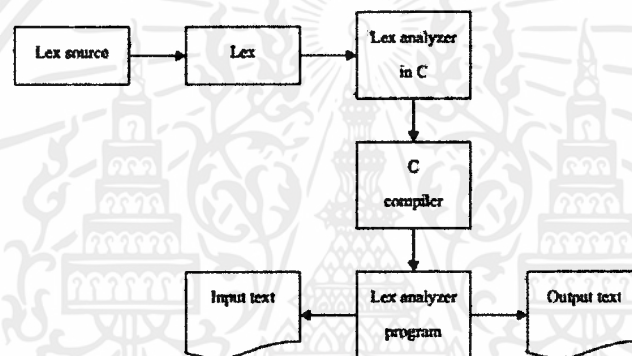 Lex source
Lex
Lex analyzer
in C
C
compiler
Input text
Lex analyzer
program
Output text